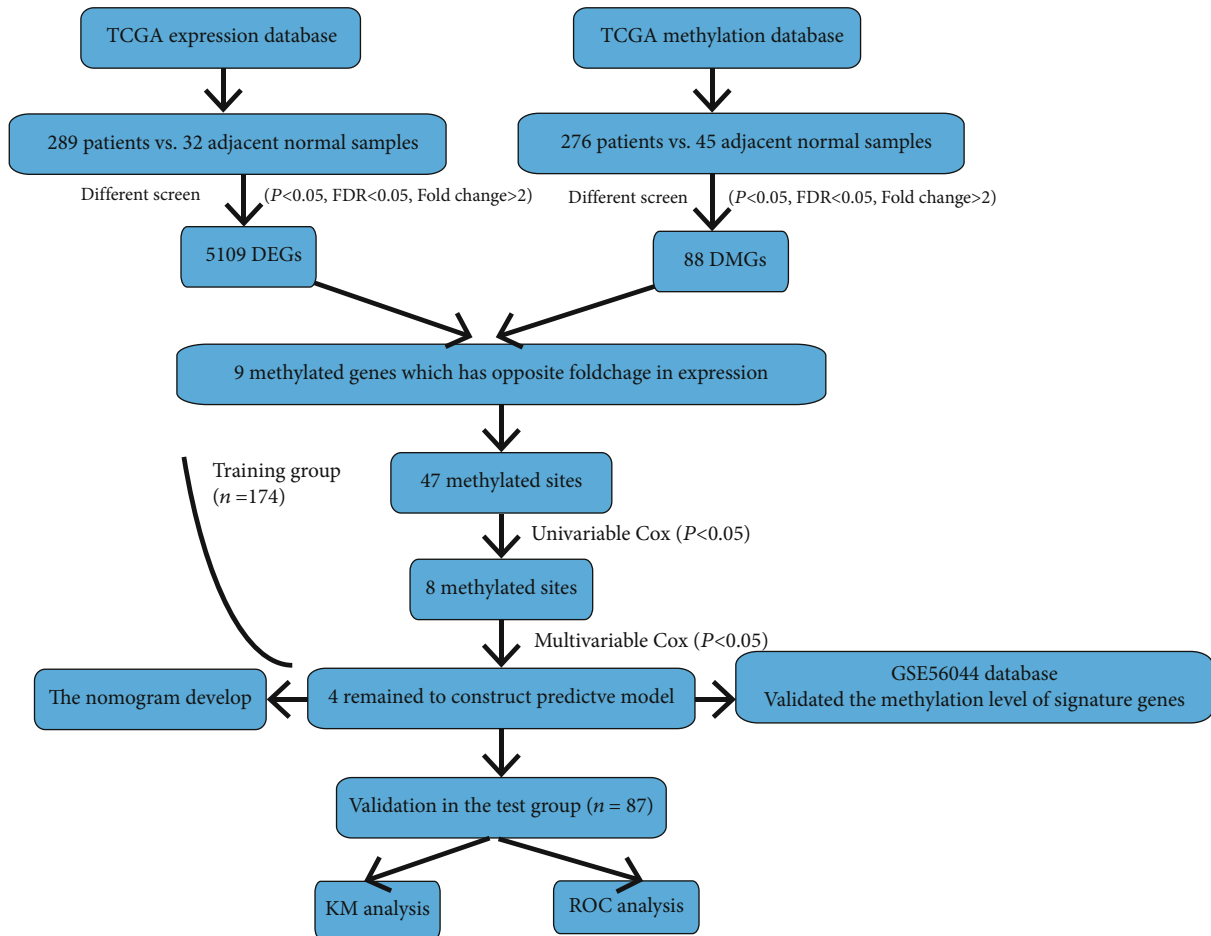 TCGA expression database
TCGA methylation database
289 patients vs. 32 adjacent normal samples
276 patients vs. 45 adjacent normal samples
Different screen
(P<0.05, FDR<0.05, Fold change>2)
Different screen
(P<0.05, FDR<0.05, Fold change>2)
5109 DEGs
88 DMGs
9 methylated genes which has opposite foldchage in expression
Training group
(n =174)
47 methylated sites
Univariable Cox (P<0.05)
8 methylated sites
Multivariable Cox (P<0.05)
The nomogram develop
4 remained to construct predictve model
GSE56044 database
Validated the methylation level of signature genes
Validation in the test group (n = 87)
KM analysis
ROC analysis